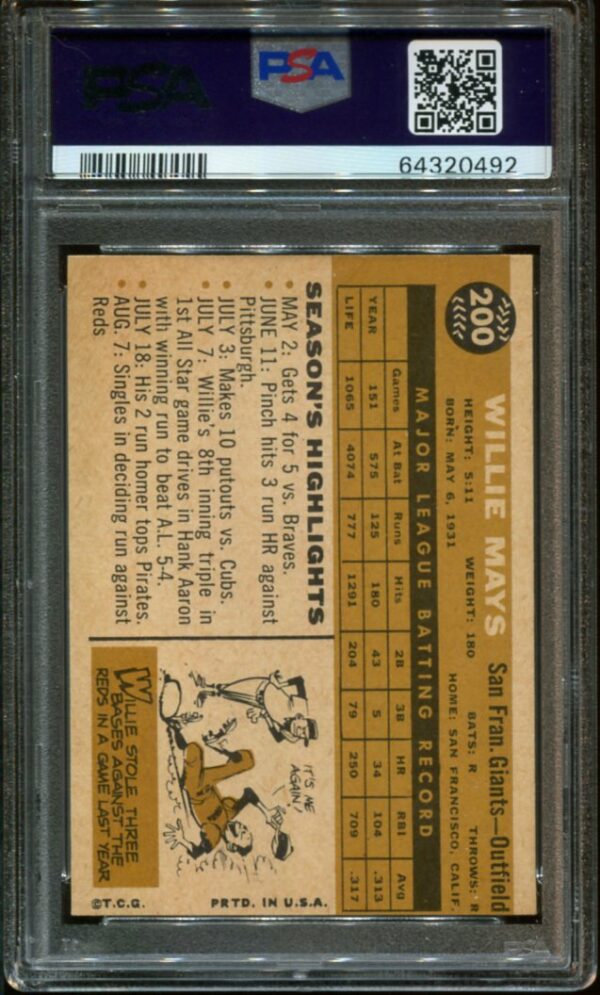 PSA
PSA
64320492
200
WILLIE MAYS San Fran. Giants—Outfield
HEIGHT: 5:11 WEIGHT: 180 BATS: R THROWS: R
BORN: MAY 6, 1931 HOME: SAN FRANCISCO, CALIF.
MAJOR LEAGUE BATTING RECORD
Games At Bat Runs Hits 2B 3B HR RBI Avg
YEAR 151 575 125 180 43 5 34 104 .313
LIFE 1065 4074 777 1291 204 79 250 709 .317
SEASON'S HIGHLIGHTS
• MAY 2: Gets 4 for 5 vs. Braves.
• JUNE 11: Pinch hits 3 run HR against
Pittsburgh.
• JULY 3: Makes 10 putouts vs. Cubs.
• JULY 7: Willie's 8th inning triple in
1st All Star game drives in Hank Aaron
with winning run to beat A.L. 5-4.
• JULY 18: His 2 run homer tops Pirates.
• AUG. 7: Singles in deciding run against
Reds
IT'S ME
AGAIN!
WILLIE STOLE THREE
BASES AGAINST THE
REDS IN A GAME LAST YEAR
©T.C.G. PRTD. IN U.S.A.
PSA